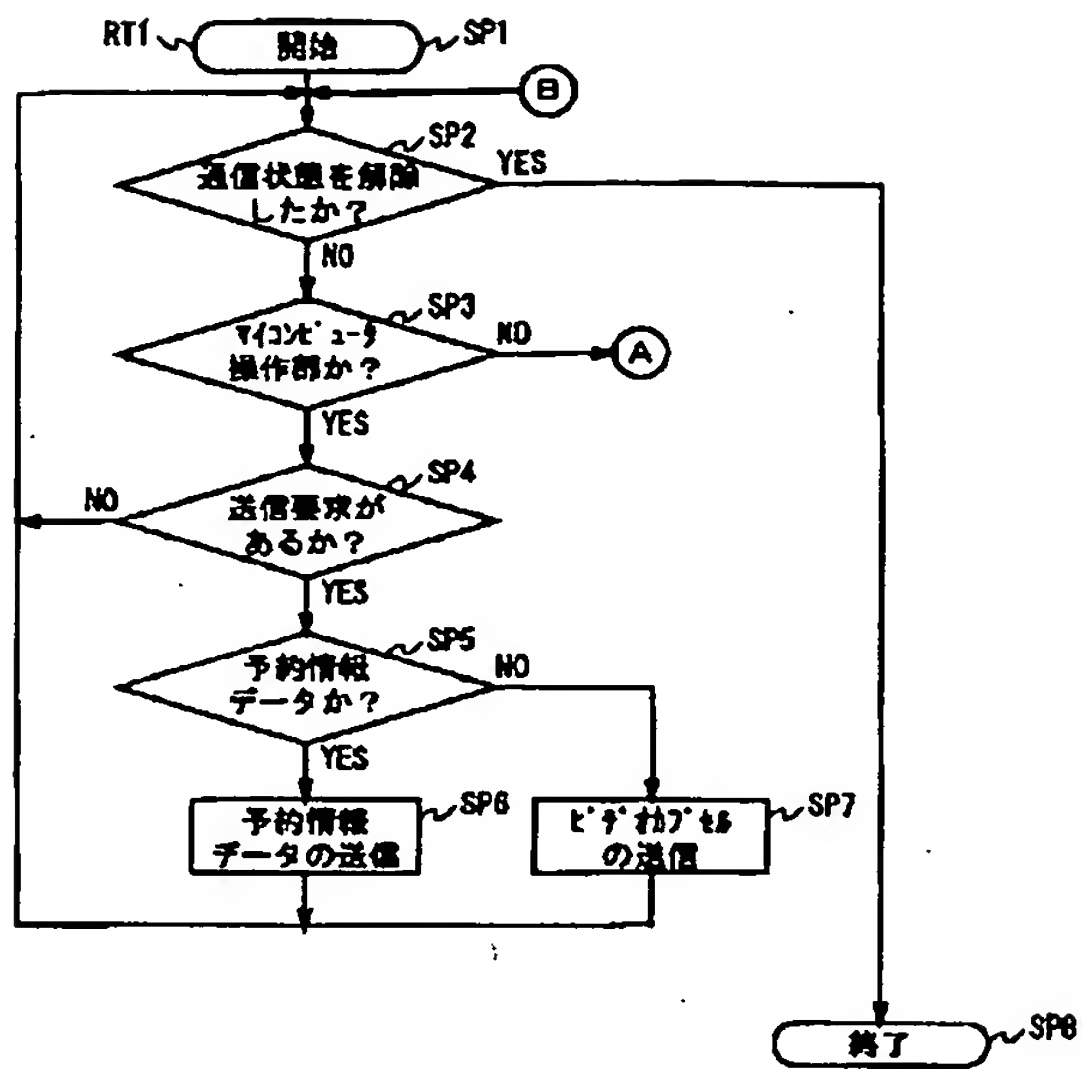 RT1
開始
SP1
B
SP2
通信状態を解除
したか？
YES
NO
SP3
マイコンピュータ
操作部か？
NO
A
YES
SP4
送信要求が
あるか？
NO
YES
SP5
予約情報
データか？
NO
YES
SP6
予約情報
データの送信
SP7
ビデオカプセル
の送信
終了
SP8